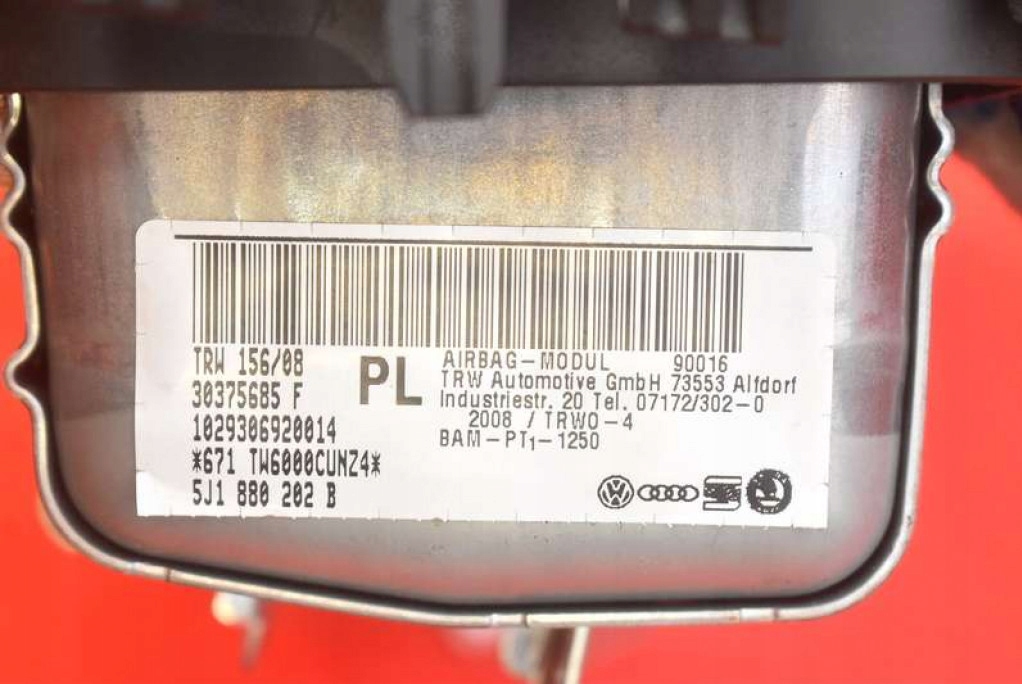 TRW 156/08
30375685 F
1029306920014
*671 TW6000CUNZ4*
5J1 880 202 B
PL
AIRBAG-MODUL 90016
TRW Automotive GmbH 73553 Alfdorf
Industriestr. 20 Tel. 07172/302-0
2008 / TRWO-4
BAM-PT1-1250